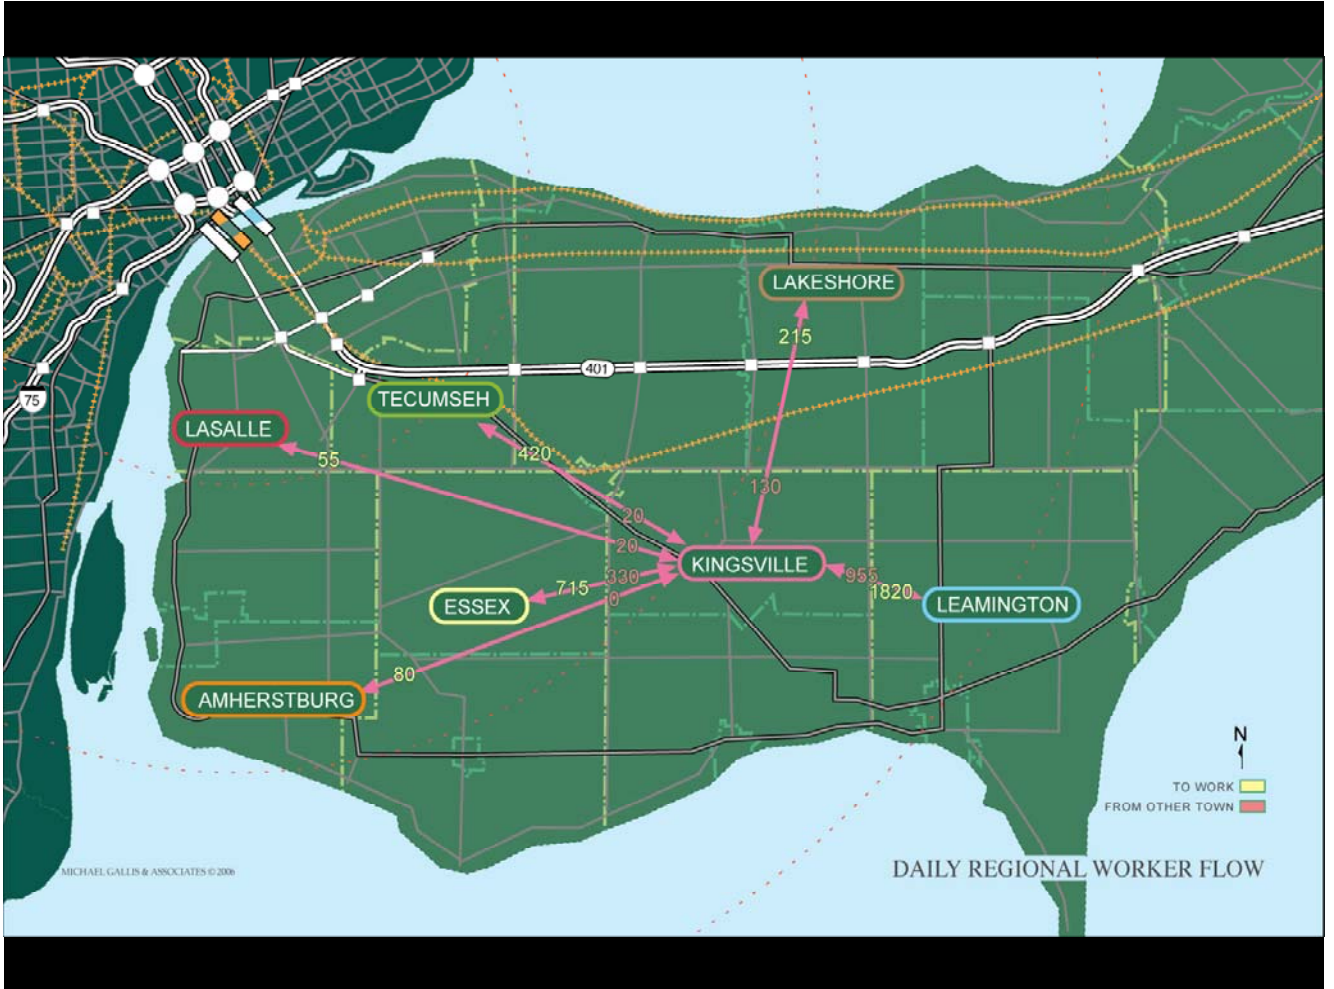 LAKESHORE
215
401
TECUMSEH
75
LASALLE
420
55
130
20
20
KINGSVILLE
955
330
715
1820
0
ESSEX
LEAMINGTON
80
AMHERSTBURG
N
TO WORK
FROM OTHER TOWN
MICHAEL GALLIS & ASSOCIATES © 2006
DAILY REGIONAL WORKER FLOW